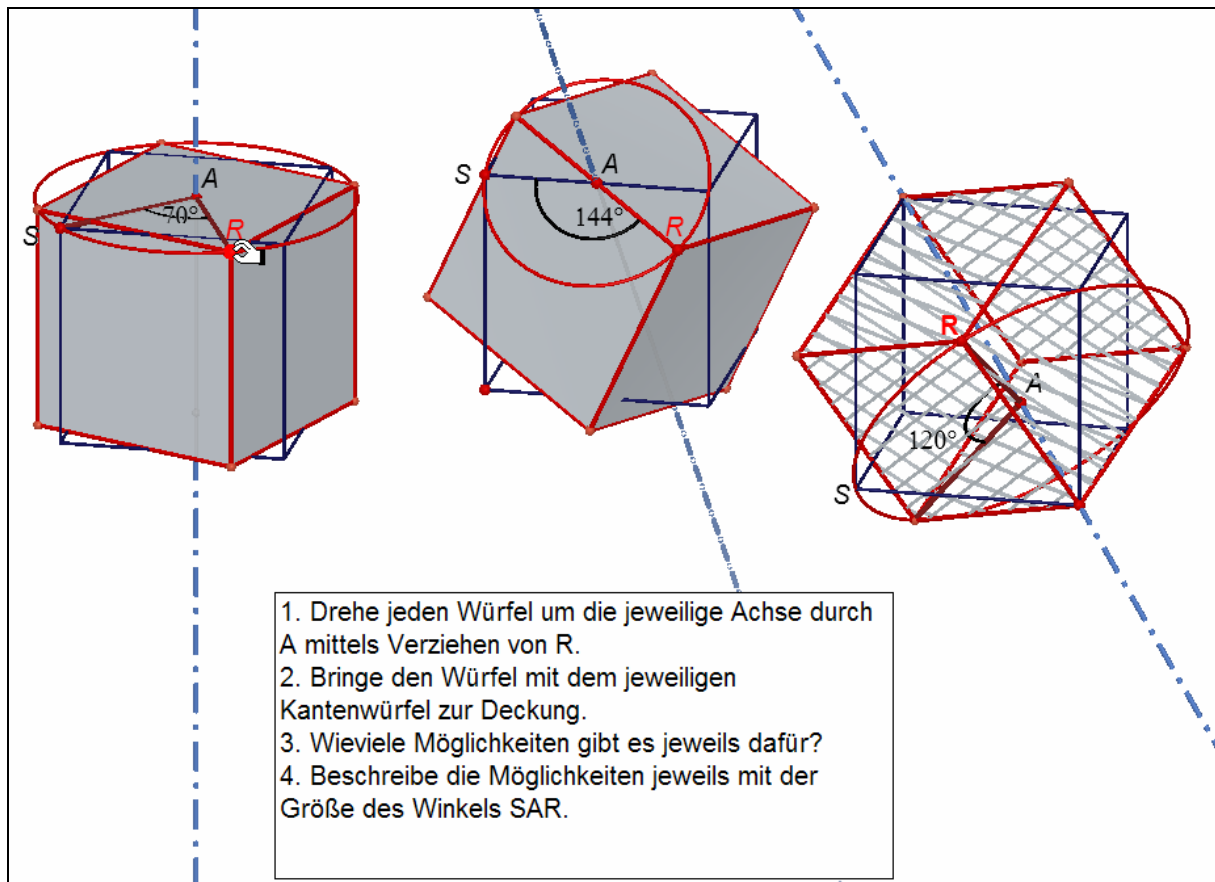 A
70°
S
R
A
S
144°
R
R
A
120°
S
1. Drehe jeden Würfel um die jeweilige Achse durch
A mittels Verziehen von R.
2. Bringe den Würfel mit dem jeweiligen
Kantenwürfel zur Deckung.
3. Wieviele Möglichkeiten gibt es jeweils dafür?
4. Beschreibe die Möglichkeiten jeweils mit der
Größe des Winkels SAR.